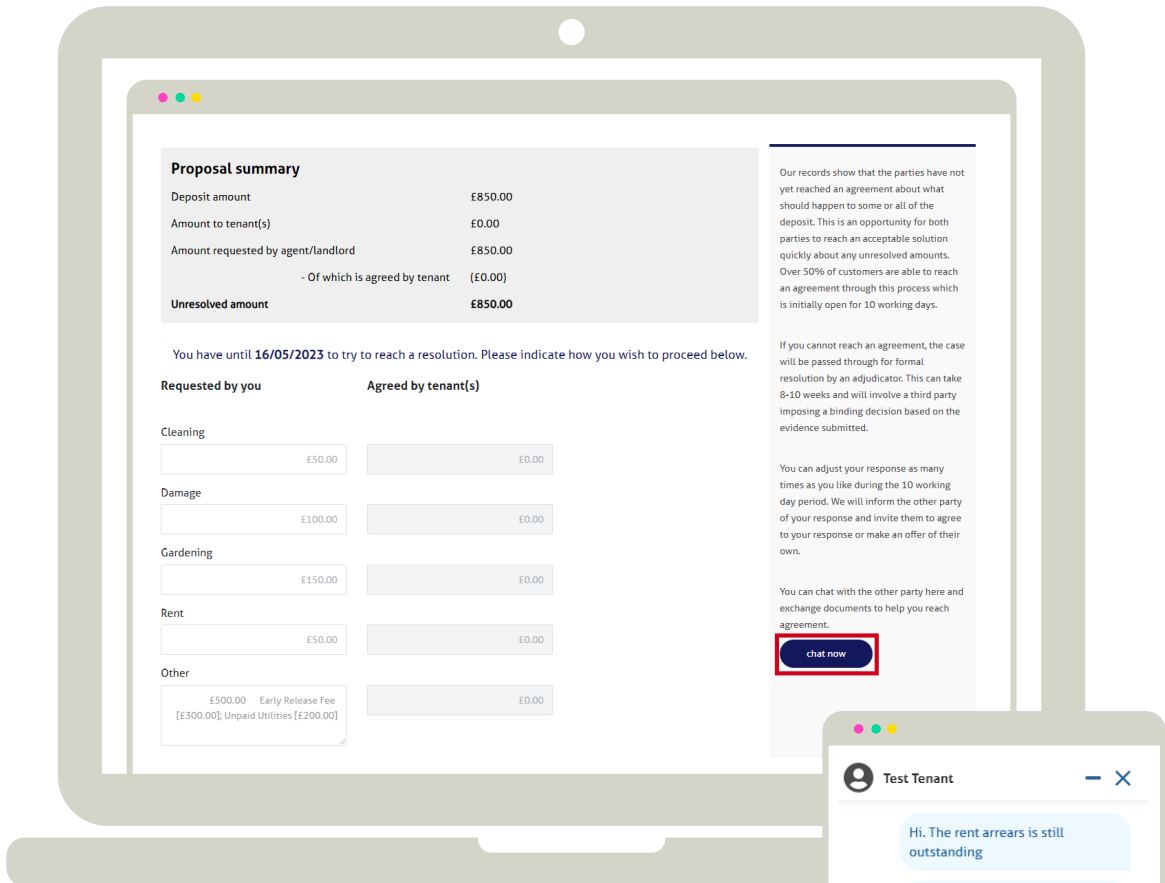 Proposal summary
Deposit amount £850.00
Amount to tenant(s) £0.00
Amount requested by agent/landlord £850.00
- Of which is agreed by tenant (£0.00)
Unresolved amount £850.00
You have until 16/05/2023 to try to reach a resolution. Please indicate how you wish to proceed below.
Requested by you Agreed by tenant(s)
Cleaning
£50.00 £0.00
Damage
£100.00 £0.00
Gardening
£150.00 £0.00
Rent
£50.00 £0.00
Other
£500.00 Early Release Fee £0.00
[£300.00]; Unpaid Utilities [£200.00]
Our records show that the parties have not
yet reached an agreement about what
should happen to some or all of the
deposit. This is an opportunity for both
parties to reach an acceptable solution
quickly about any unresolved amounts.
Over 50% of customers are able to reach
an agreement through this process which
is initially open for 10 working days.
If you cannot reach an agreement, the case
will be passed through for formal
resolution by an adjudicator. This can take
8-10 weeks and will involve a third party
imposing a binding decision based on the
evidence submitted.
You can adjust your response as many
times as you like during the 10 working
day period. We will inform the other party
of your response and invite them to agree
to your response or make an offer of their
own.
You can chat with the other party here and
exchange documents to help you reach
agreement.
chat now
Test Tenant
Hi. The rent arrears is still
outstanding